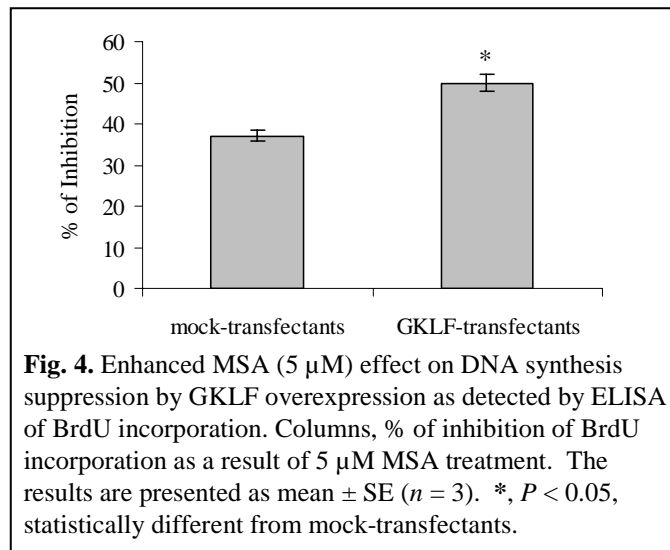 60
*
50
40
30
20
10
0
% of Inhibition
mock-transfectants GKLF-transfectants
Fig. 4. Enhanced MSA (5 µM) effect on DNA synthesis
suppression by GKLF overexpression as detected by ELISA
of BrdU incorporation. Columns, % of inhibition of BrdU
incorporation as a result of 5 µM MSA treatment. The
results are presented as mean ± SE (n = 3). *, P < 0.05,
statistically different from mock-transfectants.